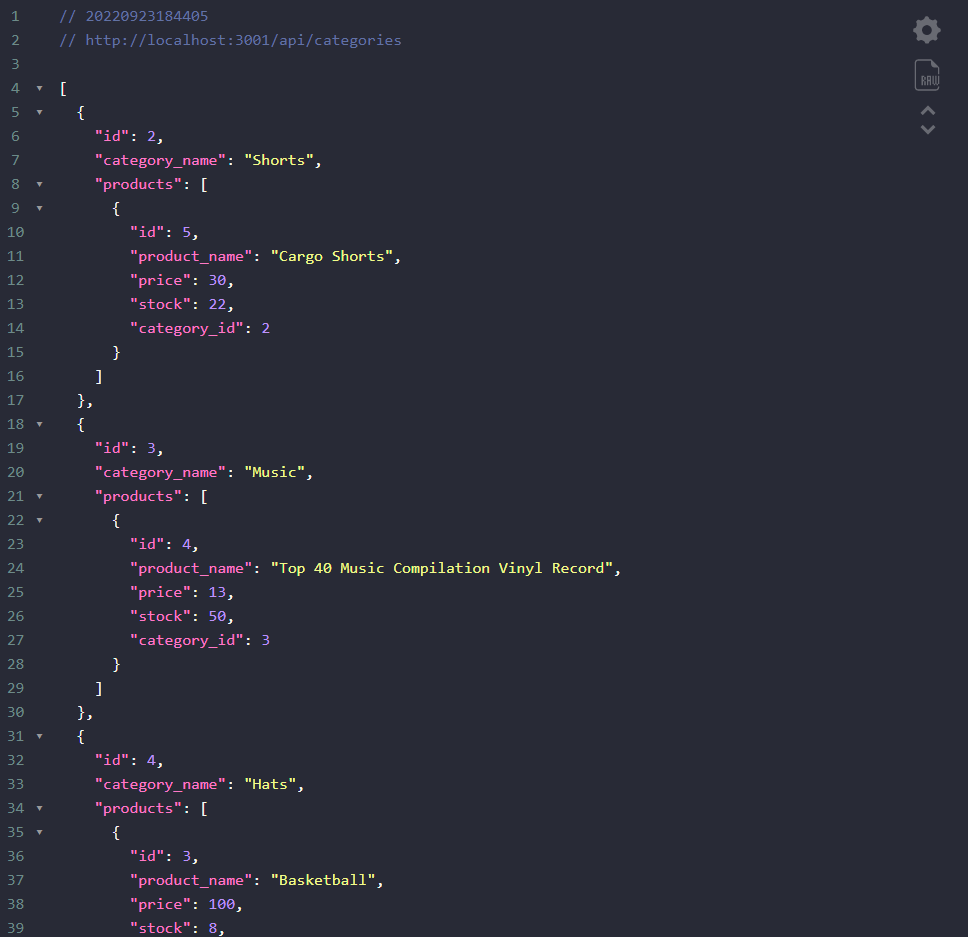 1 // 20220923184405
2 // http://localhost:3001/api/categories
3
4 [
5 {
6 "id": 2,
7 "category_name": "Shorts",
8 "products": [
9 {
10 "id": 5,
11 "product_name": "Cargo Shorts",
12 "price": 30,
13 "stock": 22,
14 "category_id": 2
15 }
16 ]
17 },
18 {
19 "id": 3,
20 "category_name": "Music",
21 "products": [
22 {
23 "id": 4,
24 "product_name": "Top 40 Music Compilation Vinyl Record",
25 "price": 13,
26 "stock": 50,
27 "category_id": 3
28 }
29 ]
30 },
31 {
32 "id": 4,
33 "category_name": "Hats",
34 "products": [
35 {
36 "id": 3,
37 "product_name": "Basketball",
38 "price": 100,
39 "stock": 8,
RAW